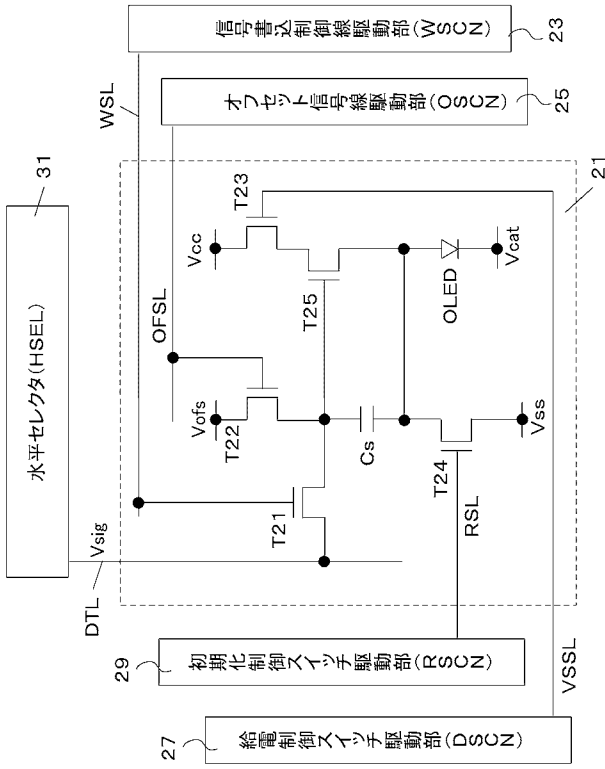 31
水平セレクタ(HSEL)
DTL
Vsig
WSL
信号書込制御線駆動部(WSCN)
23
OFSL
オフセット信号線駆動部(OSCN)
25
21
T21
Vofs
T22
Vcc
T23
T25
Cs
OLED
Vcat
T24
Vss
RSL
29
初期化制御スイッチ駆動部(RSCN)
VSSL
27
給電制御スイッチ駆動部(DSCN)